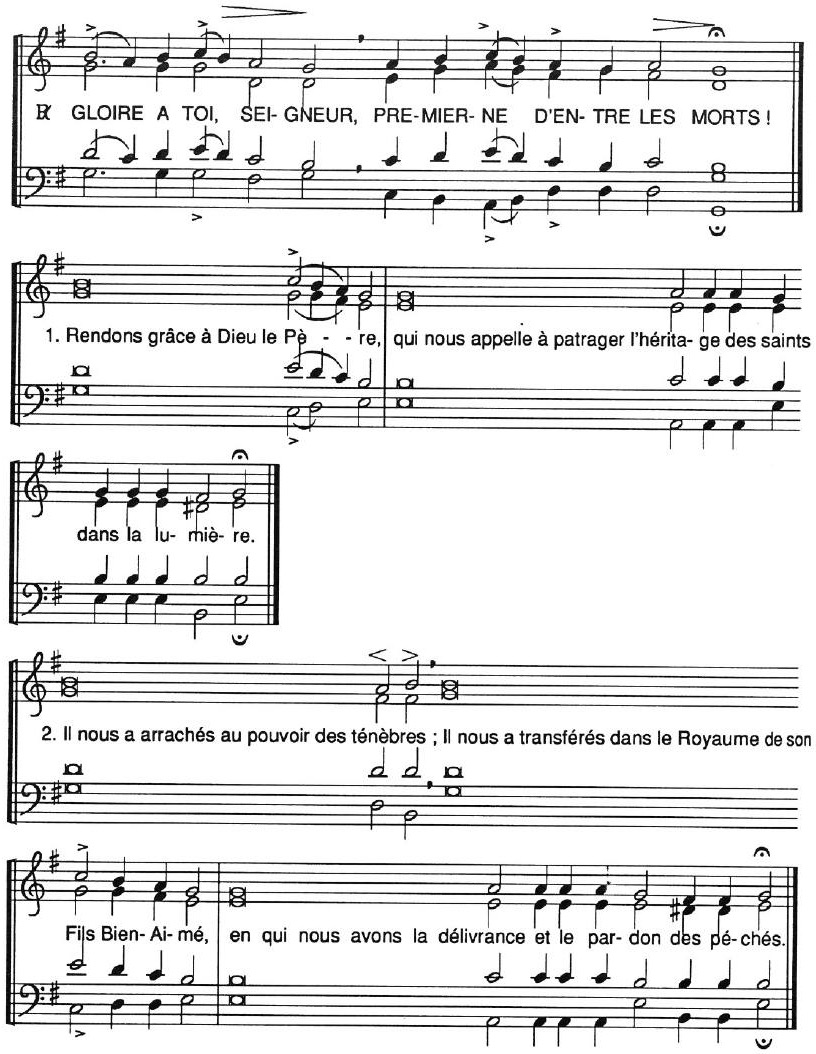 ℟ GLOIRE A TOI, SEI- GNEUR, PRE-MIER- NE D'EN- TRE LES MORTS !
1. Rendons grâce à Dieu le Pè - - re, qui nous appelle à patrager l'hérita- ge des saints
dans la lu- miè- re.
2. Il nous a arrachés au pouvoir des ténèbres ; Il nous a transférés dans le Royaume de son
Fils Bien- Ai- mé, en qui nous avons la délivrance et le par- don des pé- chés.